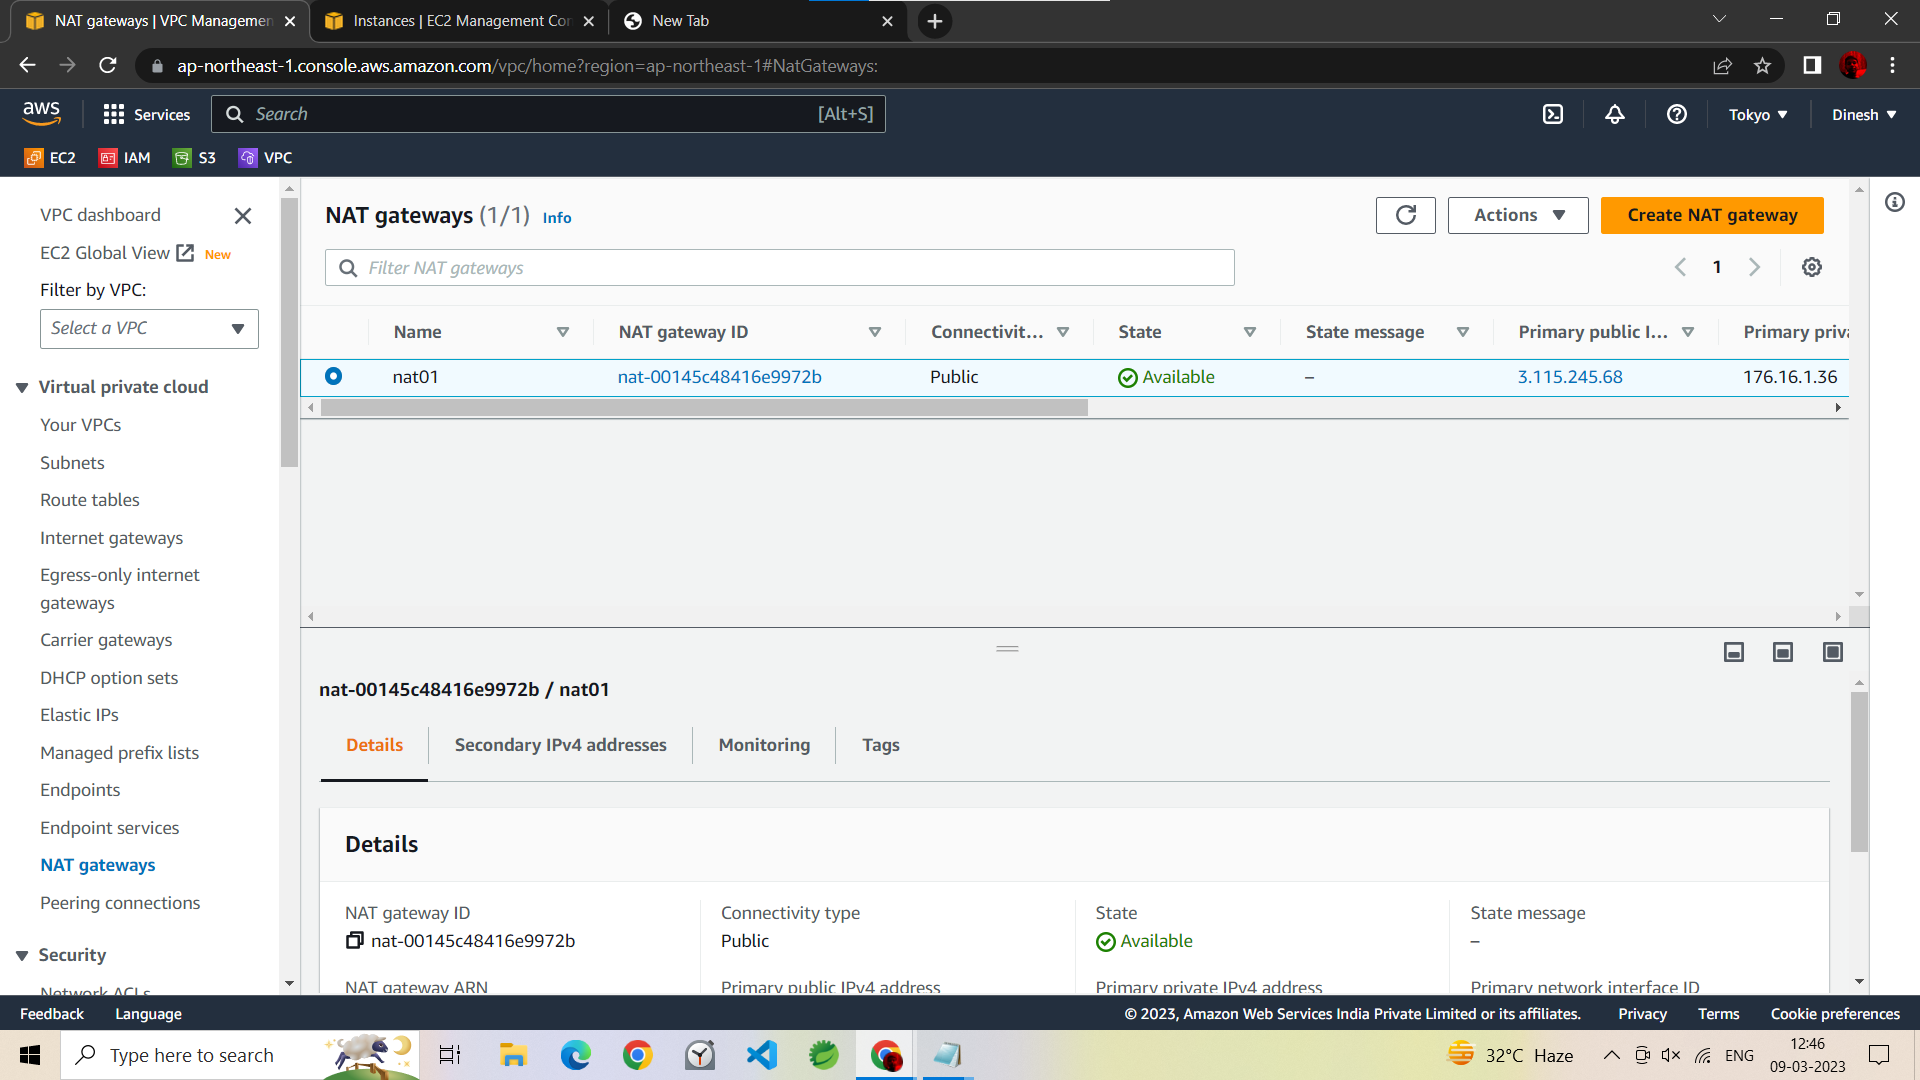 NAT gateways | VPC Managemen
Instances | EC2 Management Con
New Tab
ap-northeast-1.console.aws.amazon.com/vpc/home?region=ap-northeast-1#NatGateways:
aws
Services
Search
[Alt+S]
Tokyo
Dinesh
EC2
IAM
S3
VPC
VPC dashboard
EC2 Global View New
Filter by VPC:
Select a VPC
Virtual private cloud
Your VPCs
Subnets
Route tables
Internet gateways
Egress-only internet
gateways
Carrier gateways
DHCP option sets
Elastic IPs
Managed prefix lists
Endpoints
Endpoint services
NAT gateways
Peering connections
Security
Network ACLs
NAT gateways (1/1) Info
Actions
Create NAT gateway
Filter NAT gateways
1
Name NAT gateway ID Connectivit... State State message Primary public I... Primary priva
nat01 nat-00145c48416e9972b Public Available – 3.115.245.68 176.16.1.36
nat-00145c48416e9972b / nat01
Details Secondary IPv4 addresses Monitoring Tags
Details
NAT gateway ID Connectivity type State State message
nat-00145c48416e9972b Public Available –
NAT gateway ARN Primary public IPv4 address Primary private IPv4 address Primary network interface ID
Feedback Language © 2023, Amazon Web Services India Private Limited or its affiliates. Privacy Terms Cookie preferences
Type here to search
32°C Haze
ENG
12:46
09-03-2023